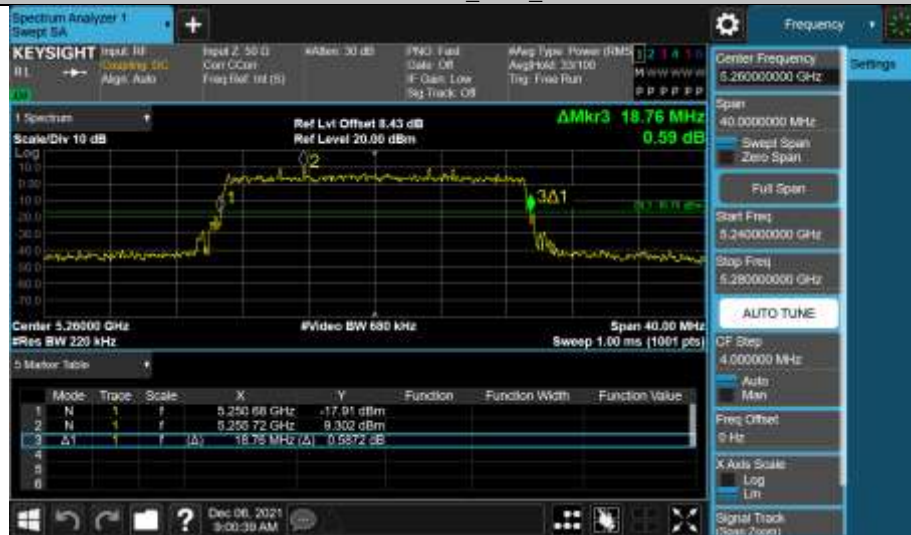 Spectrum Analyzer 1
Swept SA
+
Frequency
KEYSIGHT
Input: RF
Coupling: DC
Align: Auto
Input Z: 50 Ω
Corr CCorr
Freq Ref: Int (S)
#Atten: 30 dB
PNO: Fast
Gate: Off
IF Gain: Low
Sig Track: Off
#Avg Type: Power (RMS
Avg|Hold: 33/100
Trig: Free Run
1 2 3 4 5 6
M W W W W W
P P P P P P
Center Frequency
5.260000000 GHz
Settings
Span
40.0000000 MHz
Swept Span
Zero Span
Full Span
Start Freq
5.240000000 GHz
Stop Freq
5.280000000 GHz
AUTO TUNE
CF Step
4.000000 MHz
Auto
Man
Freq Offset
0 Hz
X Axis Scale
Log
Lin
Signal Track
(Span Zoom)
1 Spectrum
Scale/Div 10 dB
Ref Lvl Offset 8.43 dB
Ref Level 20.00 dBm
ΔMkr3 18.76 MHz
0.59 dB
Log
10.0
0.00
-10.0
-20.0
-30.0
-40.0
-50.0
-60.0
-70.0
2
1
3Δ1
Center 5.26000 GHz
#Res BW 220 kHz
#Video BW 680 kHz
Span 40.00 MHz
Sweep 1.00 ms (1001 pts)
5 Marker Table
Mode Trace Scale X Y Function Function Width Function Value
1 N 1 f 5.250 68 GHz -17.91 dBm
2 N 1 f 5.255 72 GHz 9.302 dBm
3 Δ1 1 f (Δ) 18.76 MHz (Δ) 0.5872 dB
4
5
6
?
Dec 06, 2021
9:00:39 AM